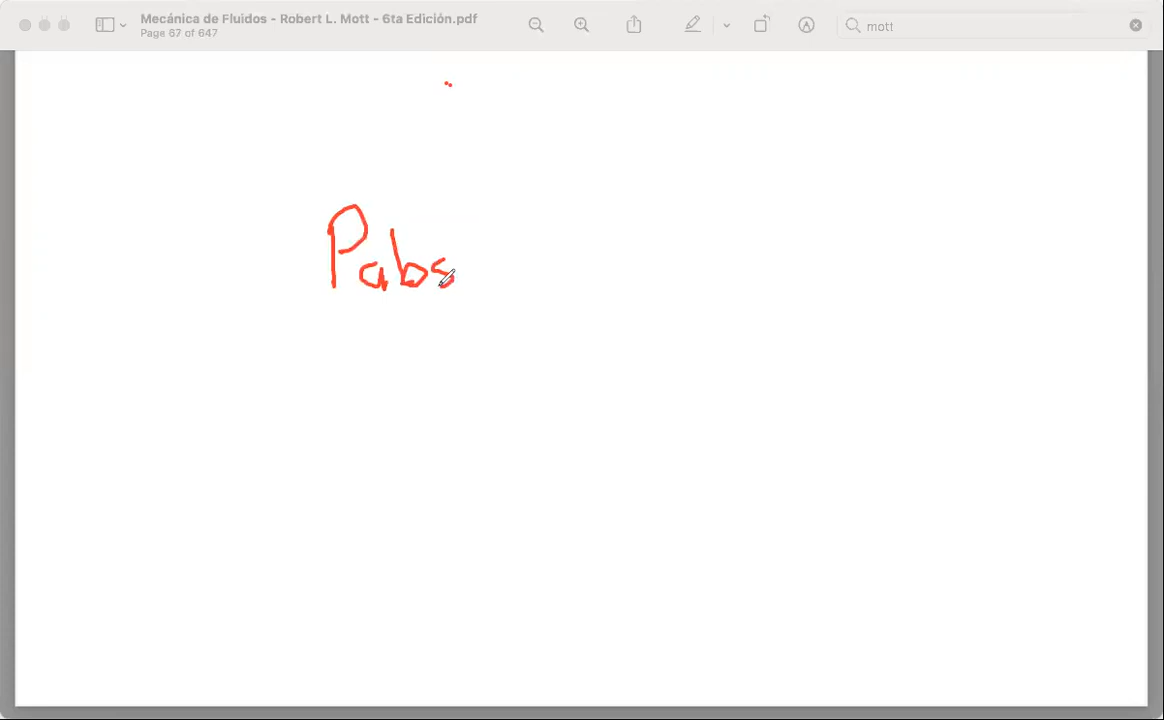 Mecánica de Fluidos - Robert L. Mott - 6ta Edición.pdf
Page 67 of 647
mott
Pabs